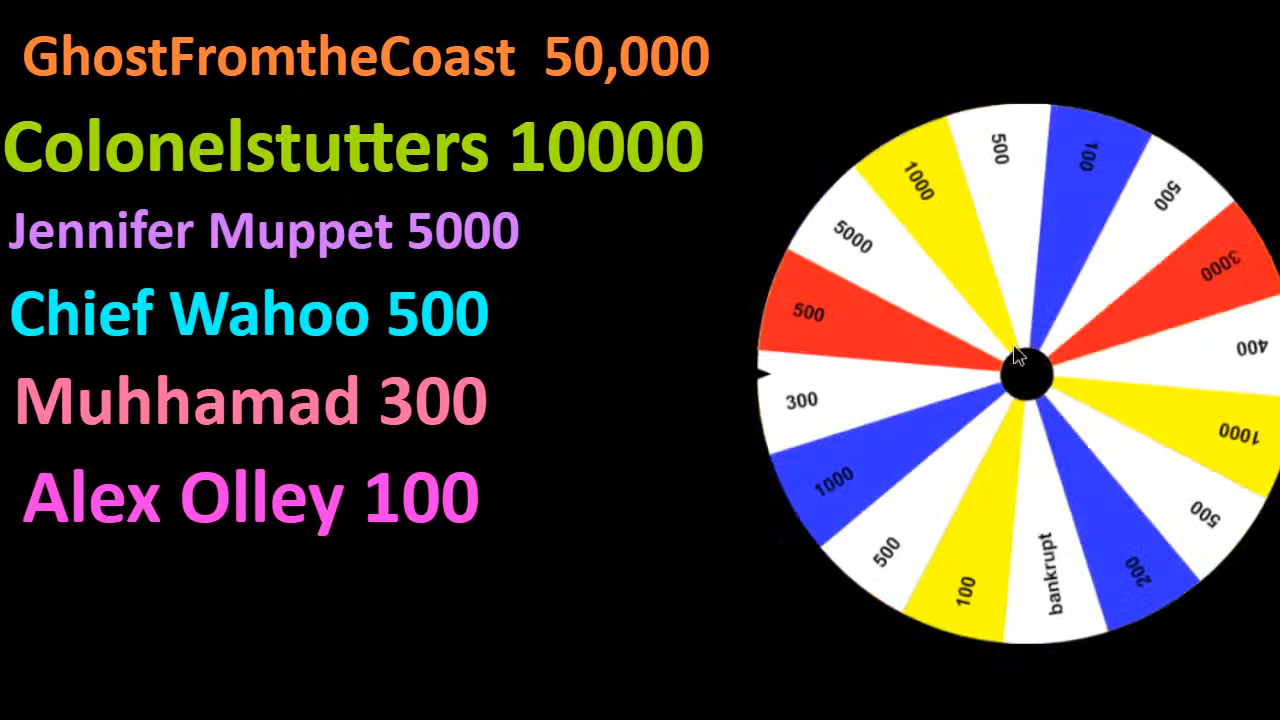 GhostFromtheCoast 50,000
Colonelstutters 10000
Jennifer Muppet 5000
Chief Wahoo 500
Muhhamad 300
Alex Olley 100
500
100
500
3000
400
1000
500
200
bankrupt
100
500
1000
300
500
5000
1000